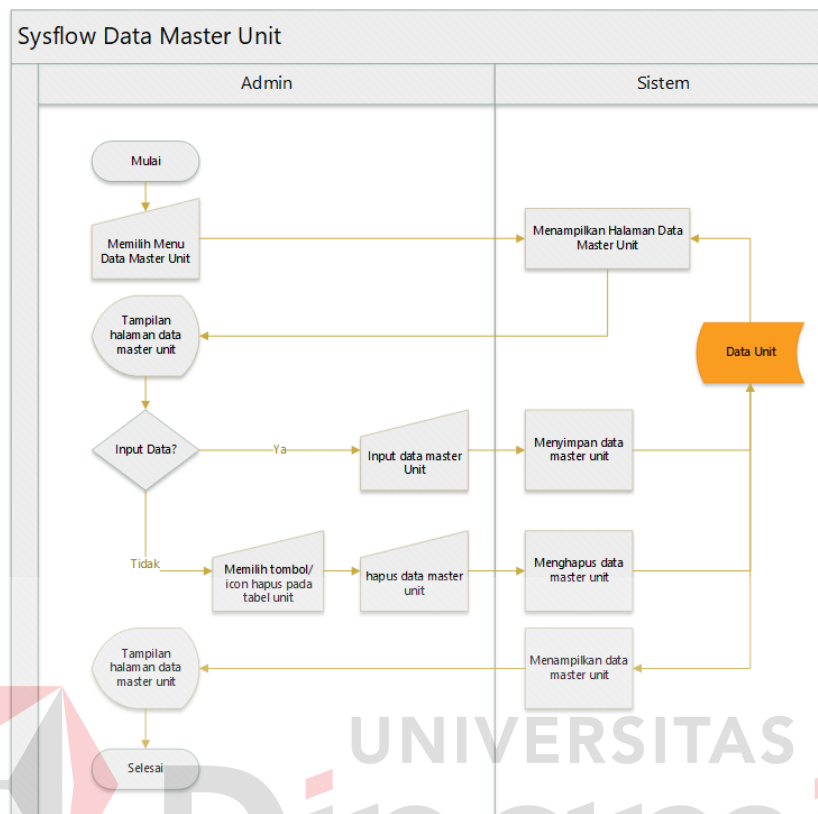 Sysflow Data Master Unit
Admin
Sistem
Mulai
Memilih Menu
Data Master Unit
Menampilkan Halaman Data
Master Unit
Tampilan
halaman data
master unit
Data Unit
Input Data?
Ya
Input data master
Unit
Menyimpan data
master unit
Tidak
Memilih tombol/
icon hapus pada
tabel unit
hapus data master
unit
Menghapus data
master unit
Tampilan
halaman data
master unit
Menampilkan data
master unit
Selesai
UNIVERSITAS